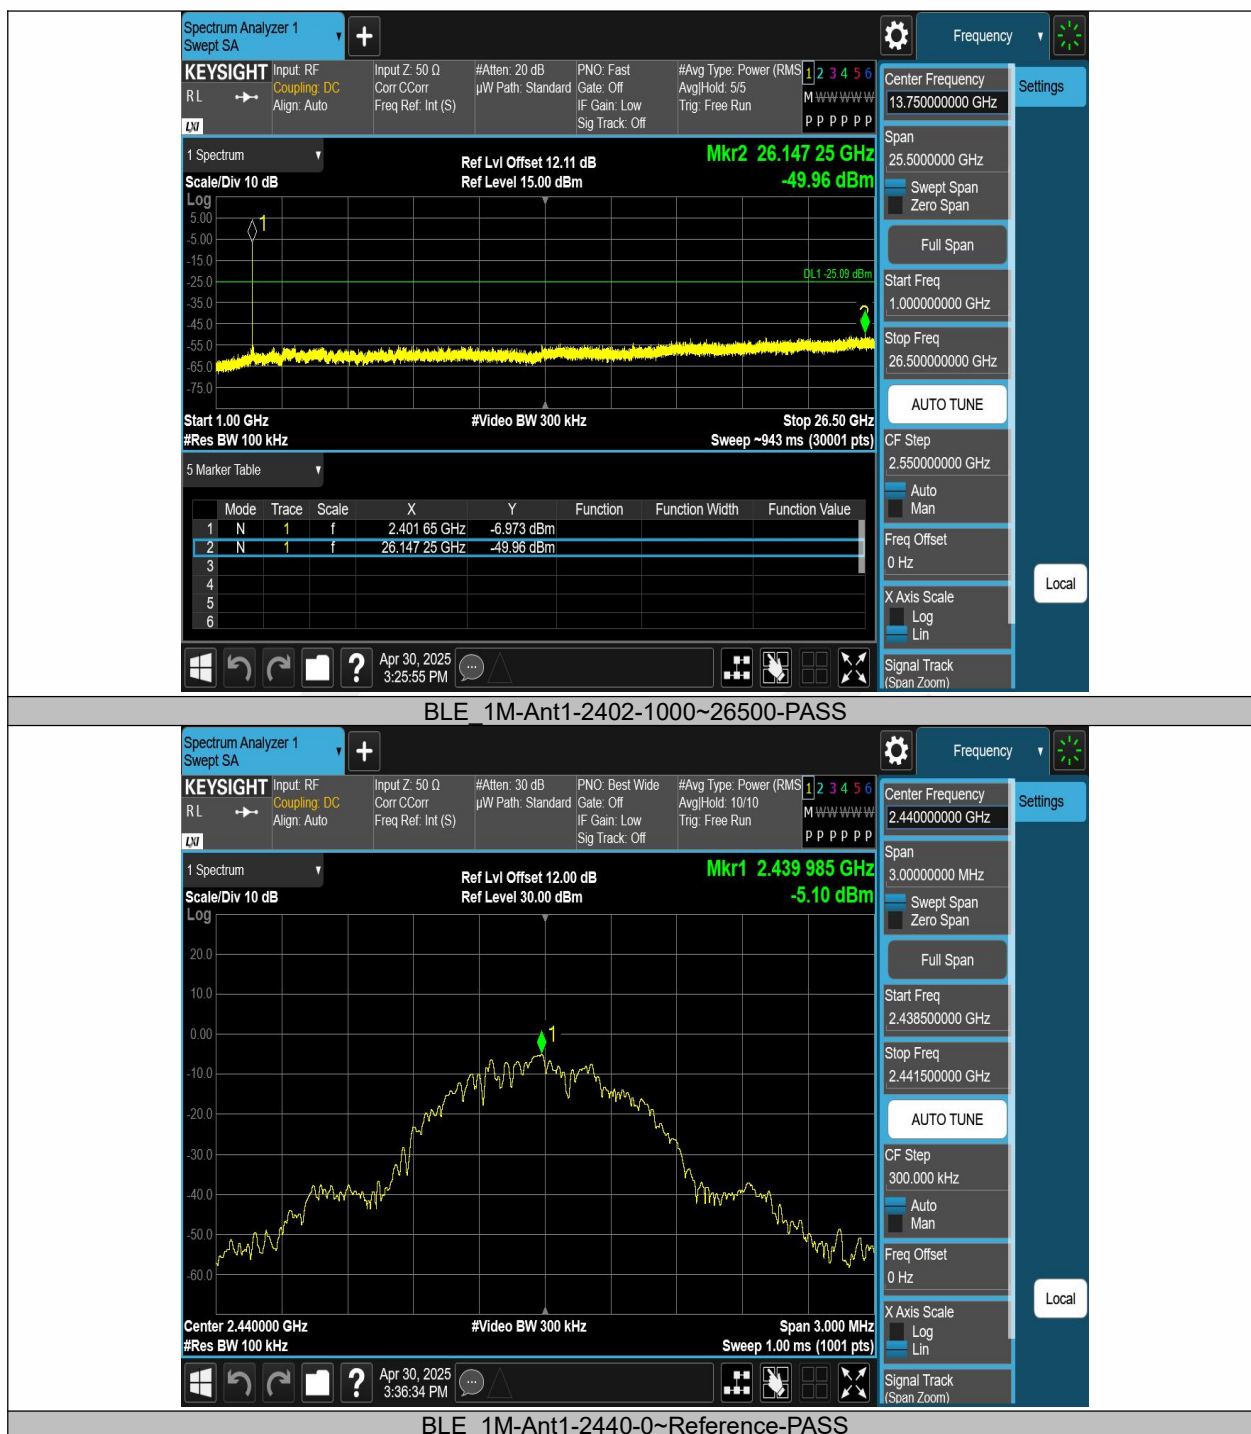 Spectrum Analyzer 1
Swept SA
Frequency
KEYSIGHT
RL
LXI
Input: RF
Coupling: DC
Align: Auto
Input Z: 50 Ω
Corr CCorr
Freq Ref: Int (S)
#Atten: 20 dB
µW Path: Standard
PNO: Fast
Gate: Off
IF Gain: Low
Sig Track: Off
#Avg Type: Power (RMS
Avg|Hold: 5/5
Trig: Free Run
1 2 3 4 5 6
M W W W W W
P P P P P P
Center Frequency
13.750000000 GHz
Settings
Span
25.5000000 GHz
Swept Span
Zero Span
Full Span
Start Freq
1.000000000 GHz
Stop Freq
26.500000000 GHz
AUTO TUNE
CF Step
2.550000000 GHz
Auto
Man
Freq Offset
0 Hz
X Axis Scale
Log
Lin
Signal Track
(Span Zoom)
Local
1 Spectrum
Scale/Div 10 dB
Ref Lvl Offset 12.11 dB
Ref Level 15.00 dBm
Mkr2 26.147 25 GHz
-49.96 dBm
Log
5.00
-5.00
-15.0
-25.0
-35.0
-45.0
-55.0
-65.0
-75.0
1
DL1 -25.09 dBm
2
Start 1.00 GHz
#Video BW 300 kHz
Stop 26.50 GHz
#Res BW 100 kHz
Sweep ~943 ms (30001 pts)
5 Marker Table
Mode Trace Scale X Y Function Function Width Function Value
1 N 1 f 2.401 65 GHz -6.973 dBm
2 N 1 f 26.147 25 GHz -49.96 dBm
3
4
5
6
?
Apr 30, 2025
3:25:55 PM
BLE_1M-Ant1-2402-1000~26500-PASS
Spectrum Analyzer 1
Swept SA
Frequency
KEYSIGHT
RL
LXI
Input: RF
Coupling: DC
Align: Auto
Input Z: 50 Ω
Corr CCorr
Freq Ref: Int (S)
#Atten: 30 dB
µW Path: Standard
PNO: Best Wide
Gate: Off
IF Gain: Low
Sig Track: Off
#Avg Type: Power (RMS
Avg|Hold: 10/10
Trig: Free Run
1 2 3 4 5 6
M W W W W W
P P P P P P
Center Frequency
2.440000000 GHz
Settings
Span
3.00000000 MHz
Swept Span
Zero Span
Full Span
Start Freq
2.438500000 GHz
Stop Freq
2.441500000 GHz
AUTO TUNE
CF Step
300.000 kHz
Auto
Man
Freq Offset
0 Hz
X Axis Scale
Log
Lin
Signal Track
(Span Zoom)
Local
1 Spectrum
Scale/Div 10 dB
Ref Lvl Offset 12.00 dB
Ref Level 30.00 dBm
Mkr1 2.439 985 GHz
-5.10 dBm
Log
20.0
10.0
0.00
-10.0
-20.0
-30.0
-40.0
-50.0
-60.0
1
Center 2.440000 GHz
#Video BW 300 kHz
Span 3.000 MHz
#Res BW 100 kHz
Sweep 1.00 ms (1001 pts)
?
Apr 30, 2025
3:36:34 PM
BLE_1M-Ant1-2440-0~Reference-PASS